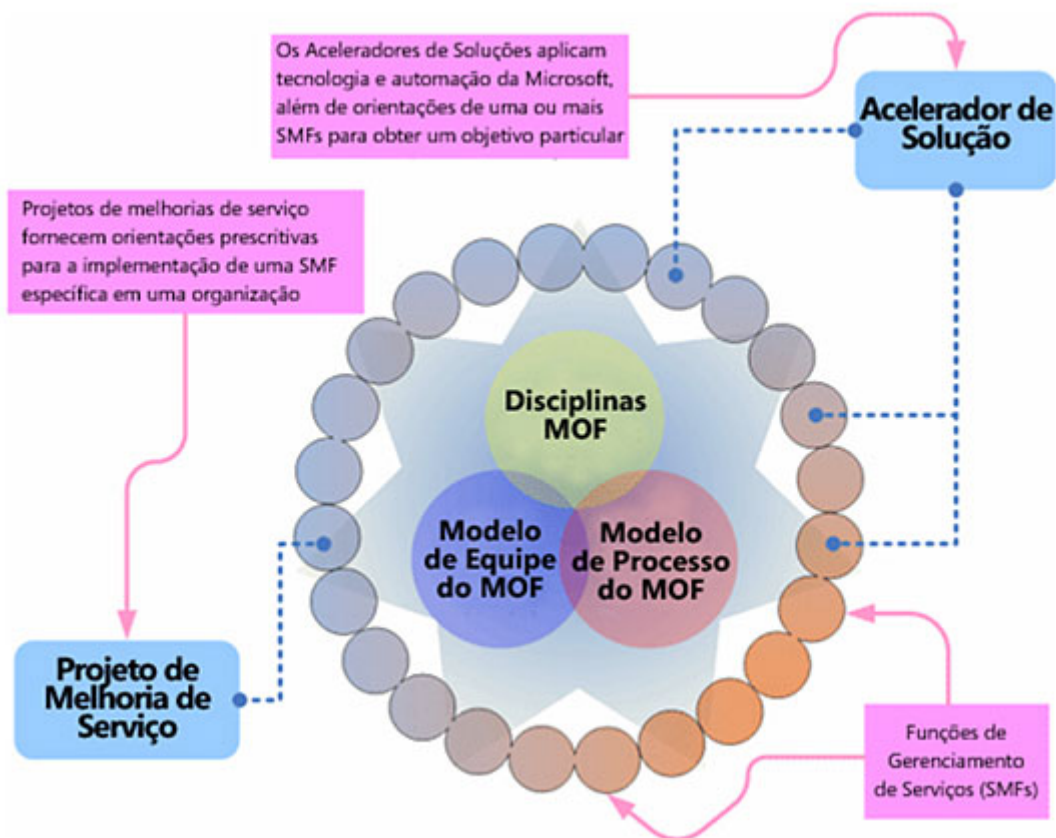 Os Aceleradores de Soluções aplicam
tecnologia e automação da Microsoft,
além de orientações de uma ou mais
SMFs para obter um objetivo particular
Acelerador de
Solução
Projetos de melhorias de serviço
fornecem orientações prescritivas
para a implementação de uma SMF
específica em uma organização
Disciplinas
MOF
Modelo
de Equipe
do MOF
Modelo
de Processo
do MOF
Projeto de
Melhoria de
Serviço
Funções de
Gerenciamento
de Serviços (SMFs)